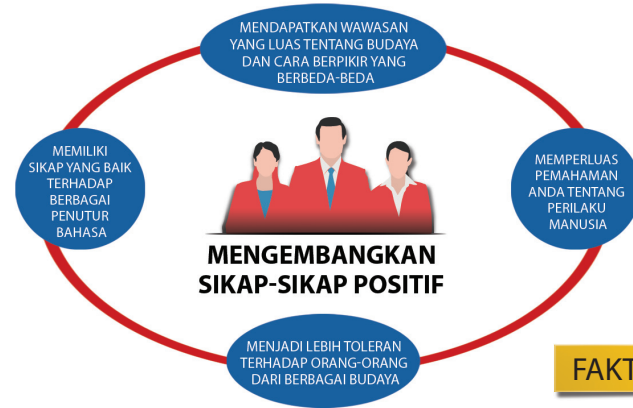 MENDAPATKAN WAWASAN
YANG LUAS TENTANG BUDAYA
DAN CARA BERPIKIR YANG
BERBEDA-BEDA
MEMILIKI
SIKAP YANG BAIK
TERHADAP
BERBAGAI
PENUTUR
BAHASA
MEMPERLUAS
PEMAHAMAN
ANDA TENTANG
PERILAKU
MANUSIA
MENGEMBANGKAN
SIKAP-SIKAP POSITIF
MENJADI LEBIH TOLERAN
TERHADAP ORANG-ORANG
DARI BERBAGAI BUDAYA
FAKT